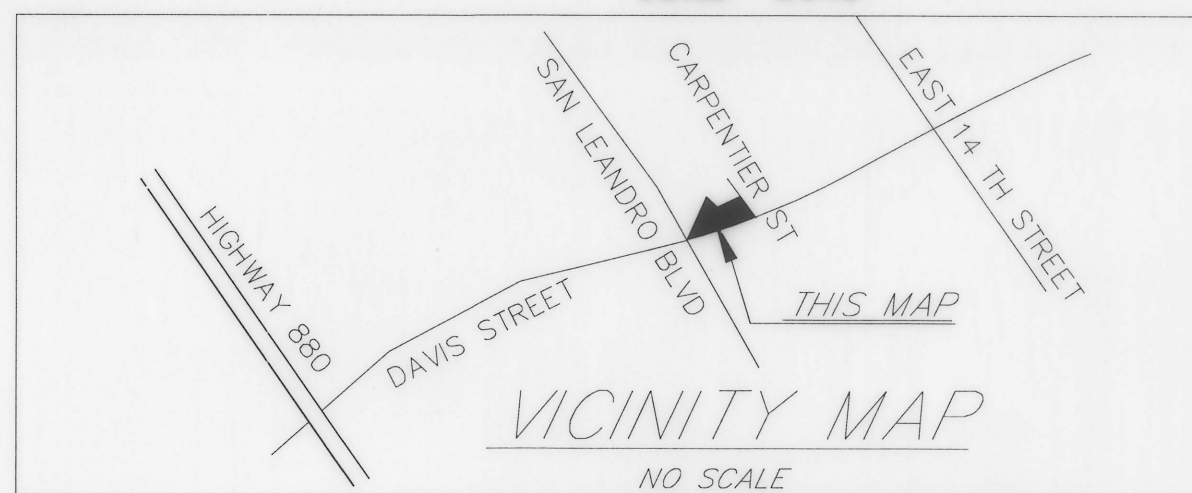 SAN LEANDRO BLVD
CARPENTIER ST
EAST 14 TH STREET
HIGHWAY 880
DAVIS STREET
THIS MAP
VICINITY MAP
NO SCALE